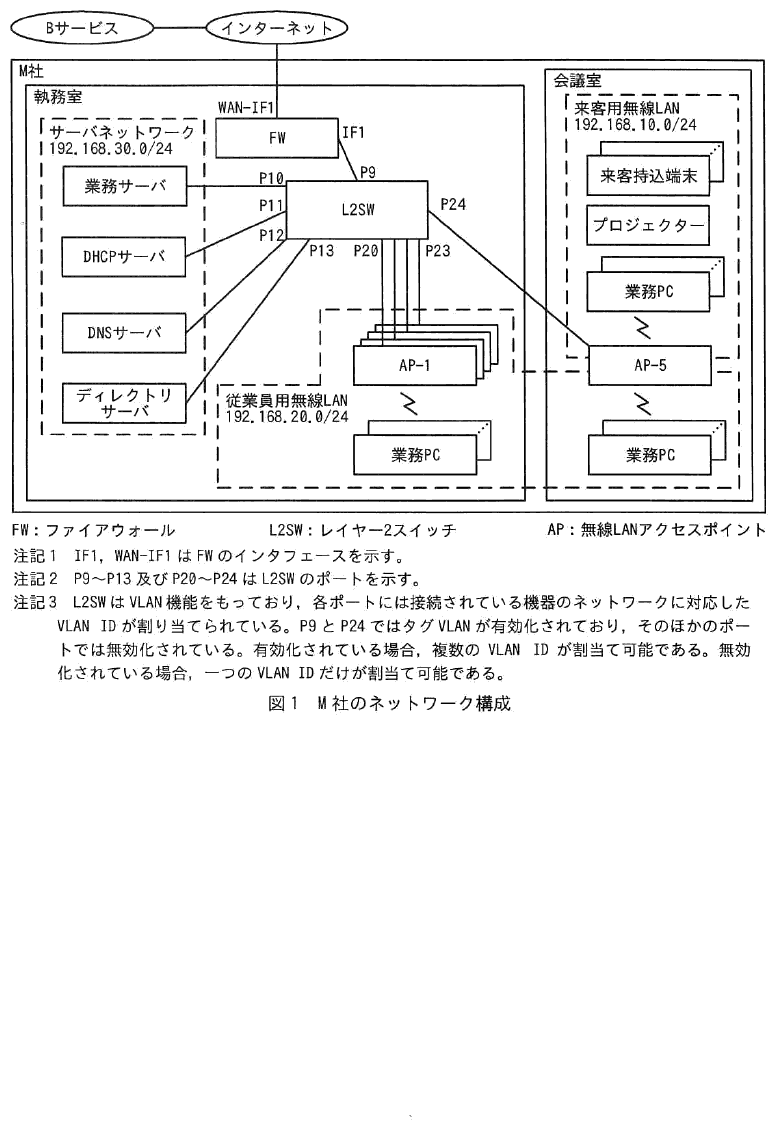 Bサービス
インターネット
M社
執務室
会議室
WAN-IF1
FW
IF1
サーバネットワーク
192.168.30.0/24
来客用無線LAN
192.168.10.0/24
業務サーバ
P10
P9
来客持込端末
P11
L2SW
P24
プロジェクター
P12
DHCPサーバ
P13
P20
P23
業務PC
DNSサーバ
AP-1
AP-5
ディレクトリ
サーバ
従業員用無線LAN
192.168.20.0/24
業務PC
業務PC
FW：ファイアウォール
L2SW：レイヤー2スイッチ
AP：無線LANアクセスポイント
注記1 IF1，WAN-IF1はFWのインタフェースを示す。
注記2 P9～P13及びP20～P24はL2SWのポートを示す。
注記3 L2SWはVLAN機能をもっており，各ポートには接続されている機器のネットワークに対応した
VLAN IDが割り当てられている。P9とP24ではタグVLANが有効化されており，そのほかのポー
トでは無効化されている。有効化されている場合，複数のVLAN IDが割当て可能である。無効
化されている場合，一つのVLAN IDだけが割当て可能である。
図1 M社のネットワーク構成